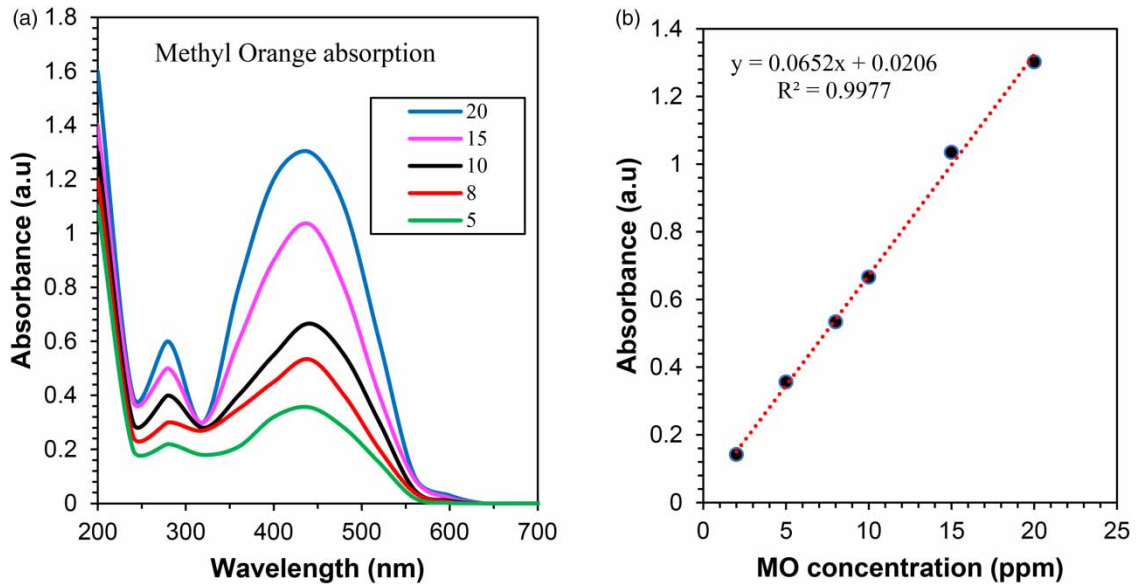 (a)
Methyl Orange absorption
20
15
10
8
5
Absorbance (a.u)
1.8
1.6
1.4
1.2
1
0.8
0.6
0.4
0.2
0
200 300 400 500 600 700
Wavelength (nm)
(b)
y = 0.0652x + 0.0206
R² = 0.9977
Absorbance (a.u)
1.4
1.2
1
0.8
0.6
0.4
0.2
0
0 5 10 15 20 25
MO concentration (ppm)